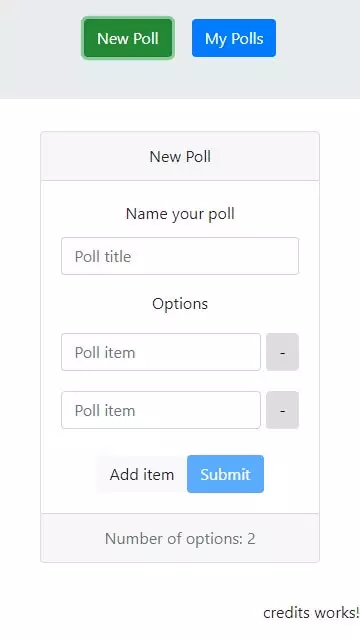 New Poll My Polls
New Poll
Name your poll
Poll title
Options
Poll item -
Poll item -
Add item Submit
Number of options: 2
credits works!